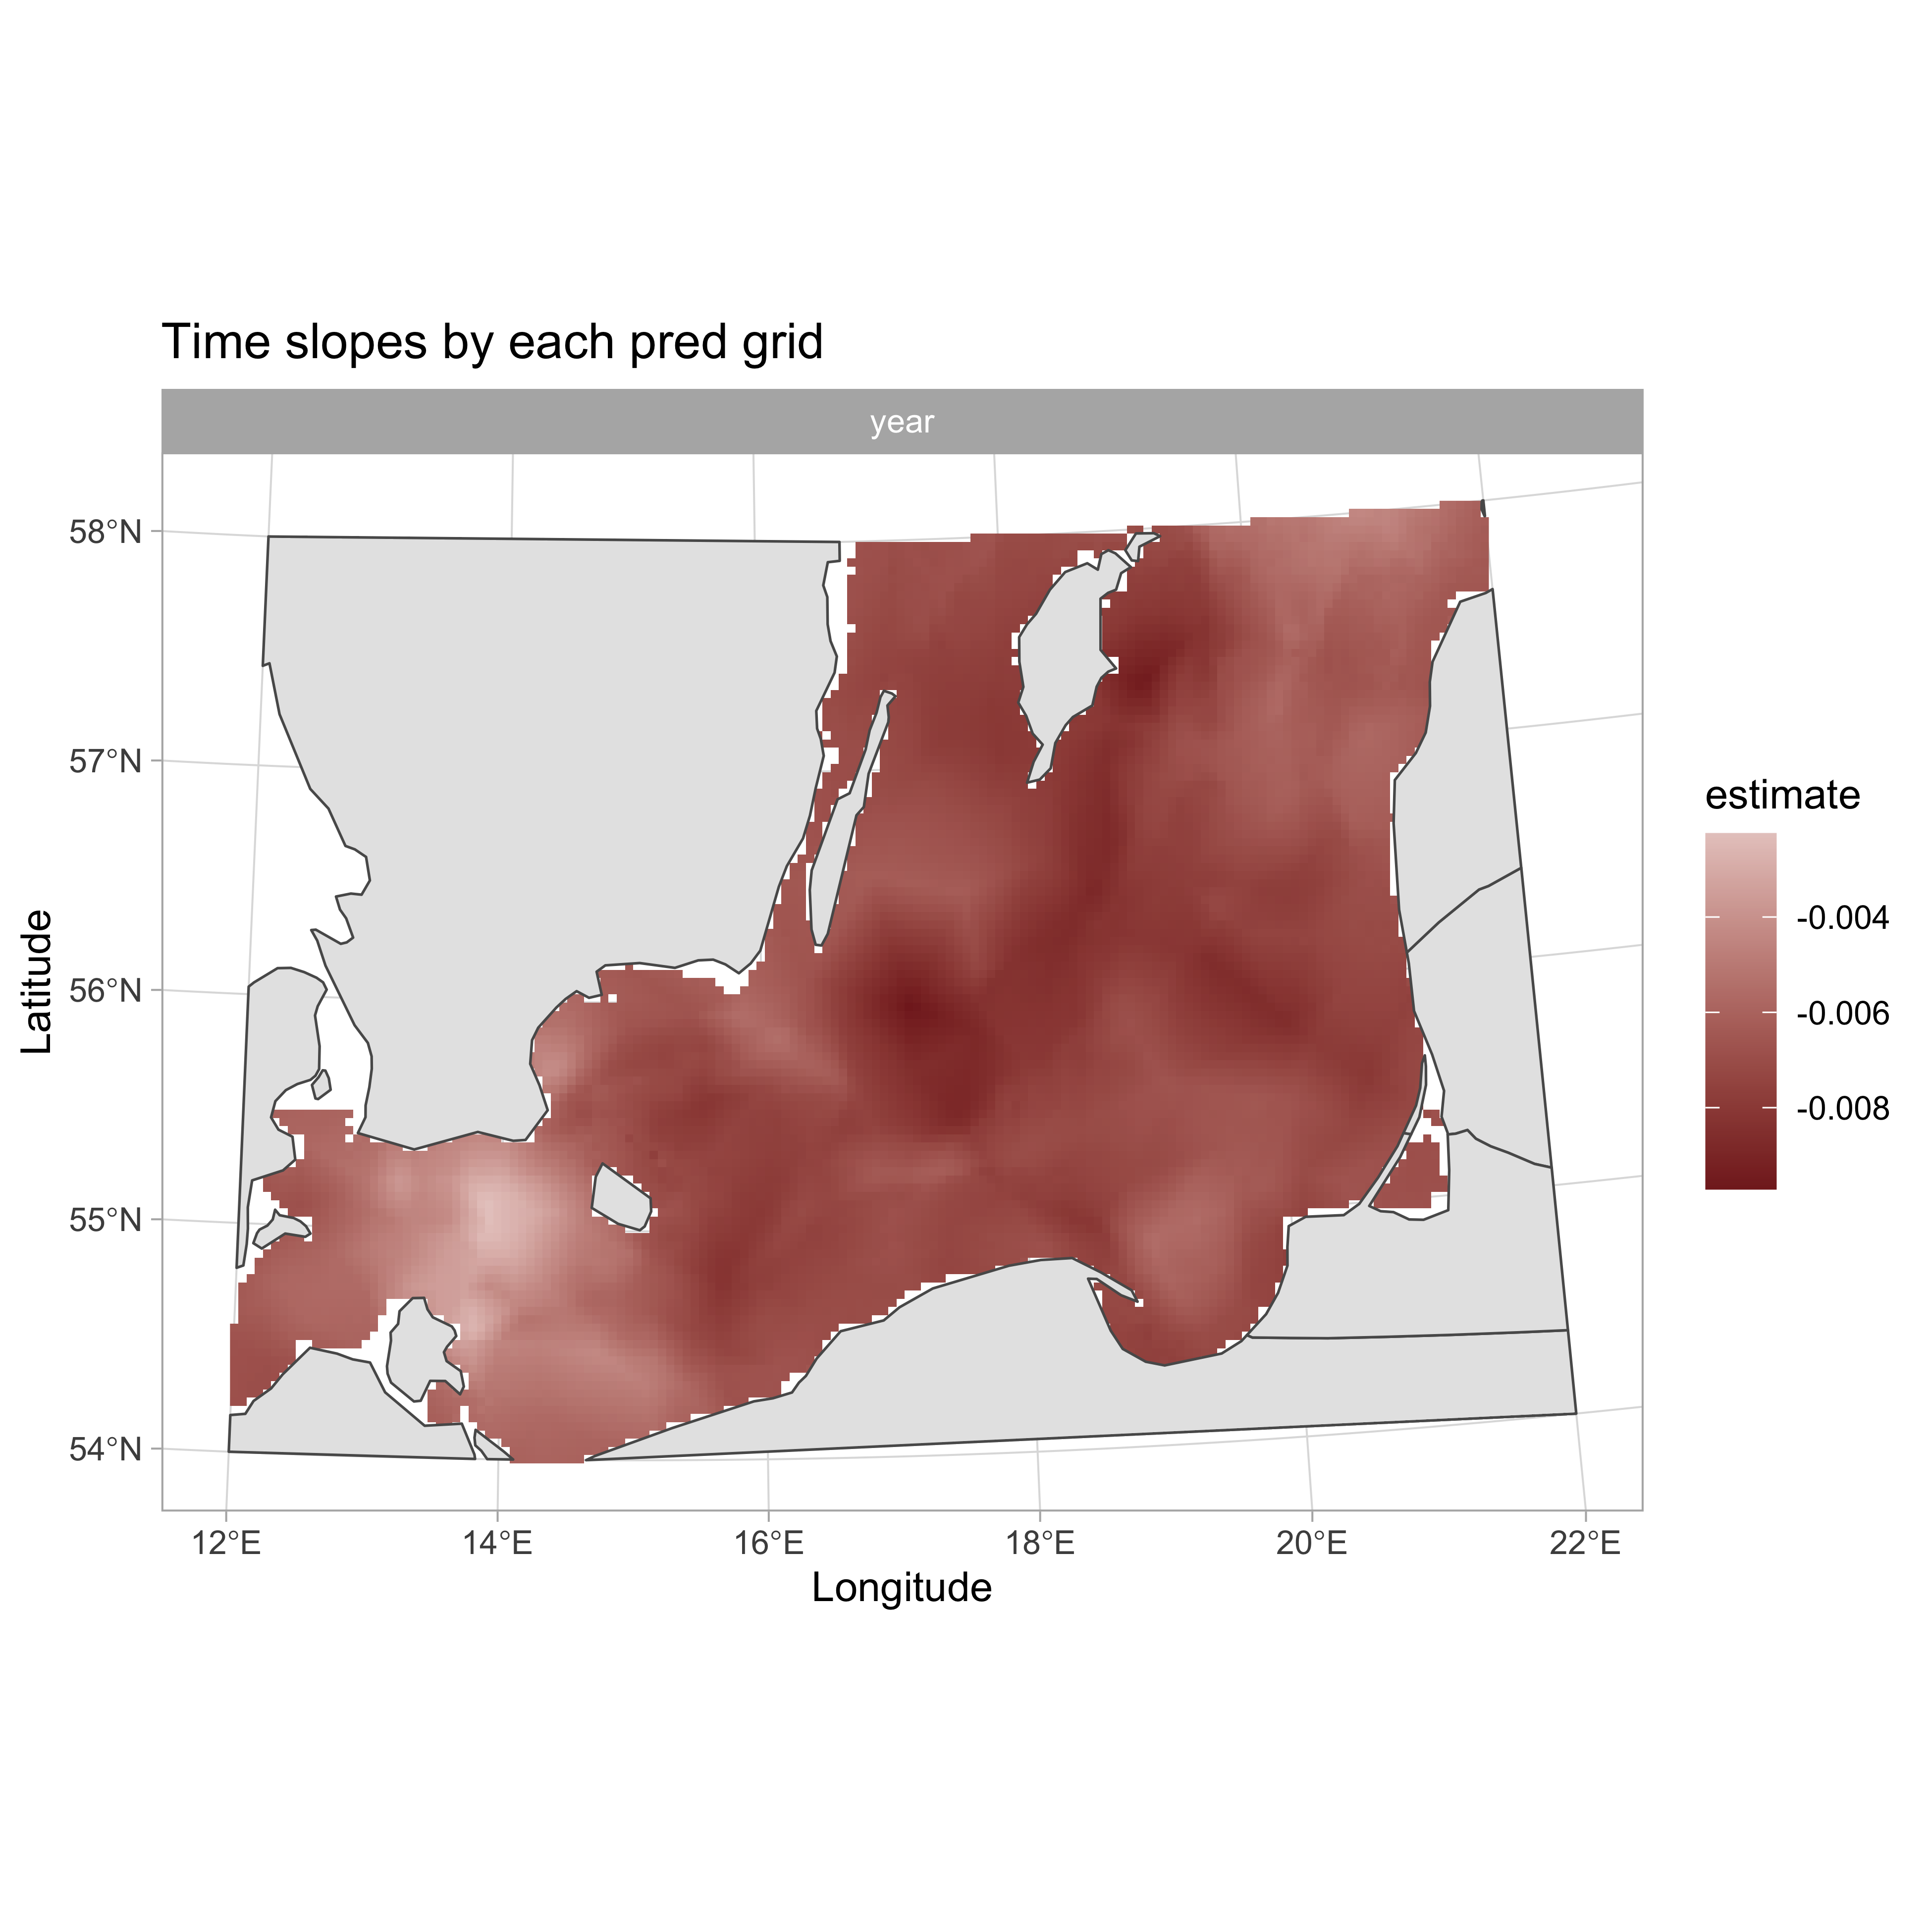 Time slopes by each pred grid
year
58°N
57°N
56°N
55°N
54°N
Latitude
12°E
14°E
16°E
18°E
20°E
22°E
Longitude
estimate
-0.004
-0.006
-0.008